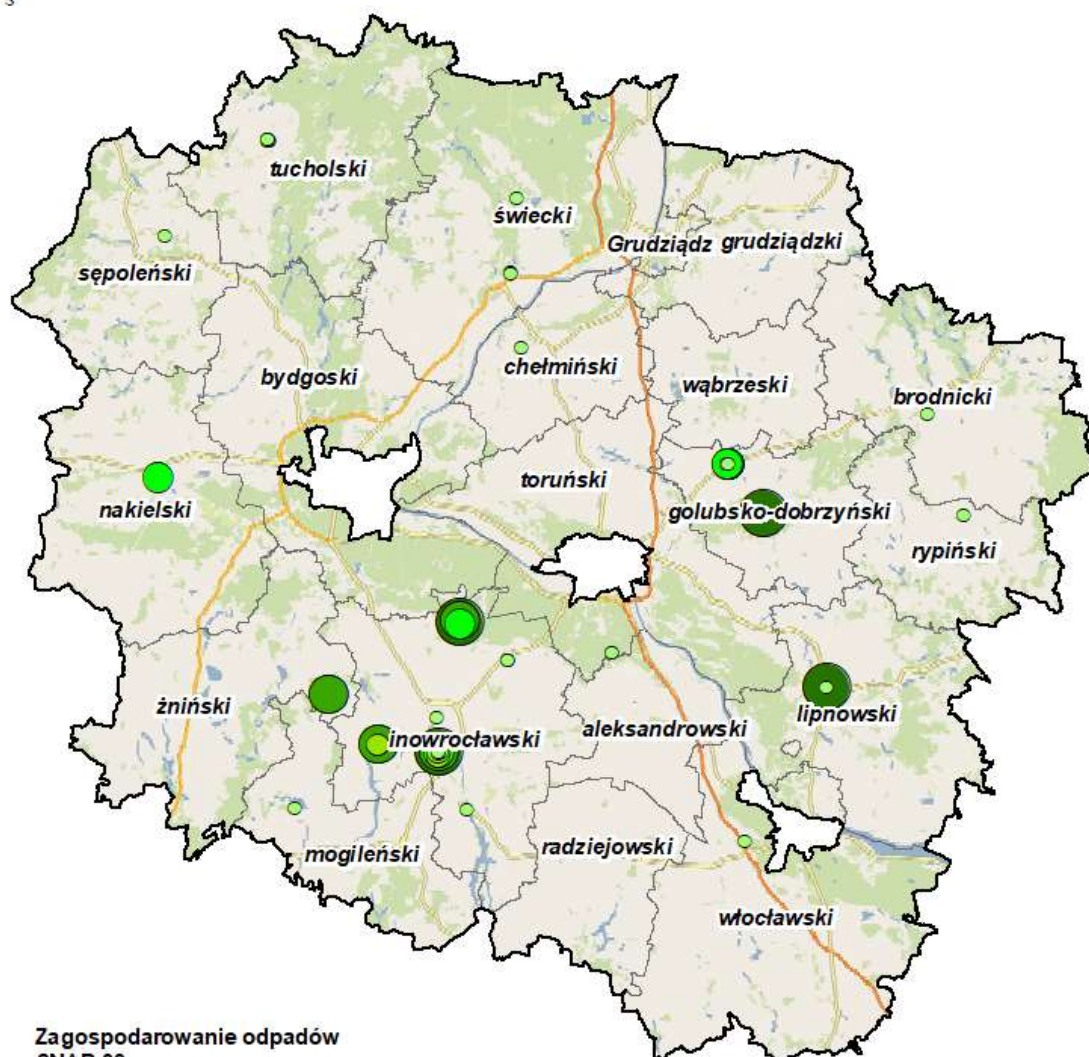 tucholski
świecki
Grudziądz grudziądzki
sępoleński
bydgoski
chełmiński
wąbrzeski
brodnicki
nakielski
toruński
golubsko-dobrzyński
rypiński
żniński
inowrocławski
aleksandrowski
lipnowski
mogileński
radziejowski
włocławski
Zagospodarowanie odpadów